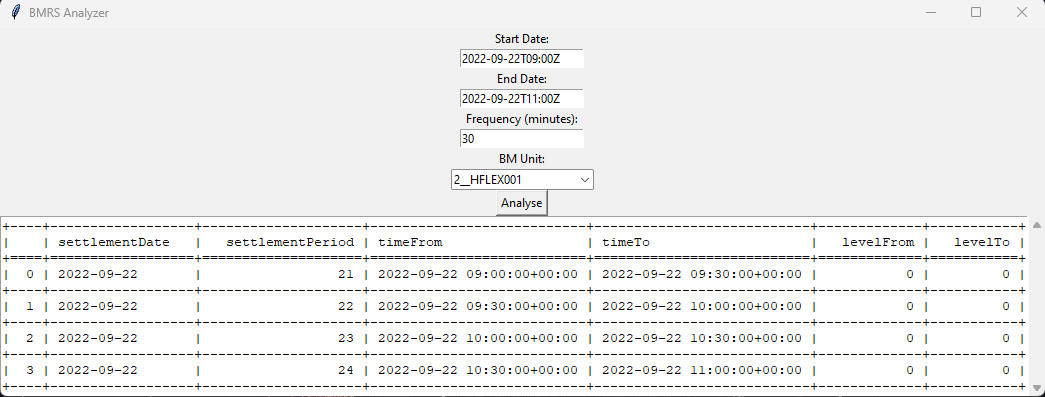 BMRS Analyzer
Start Date:
2022-09-22T09:00Z
End Date:
2022-09-22T11:00Z
Frequency (minutes):
30
BM Unit:
2__HFLEX001
Analyse
+----+------------------+--------------------+---------------------------+---------------------------+-------------+-----------+
|    | settlementDate   |   settlementPeriod | timeFrom                  | timeTo                    |   levelFrom |   levelTo |
+====+==================+====================+===========================+===========================+=============+===========+
|  0 | 2022-09-22       |                 21 | 2022-09-22 09:00:00+00:00 | 2022-09-22 09:30:00+00:00 |           0 |         0 |
+----+------------------+--------------------+---------------------------+---------------------------+-------------+-----------+
|  1 | 2022-09-22       |                 22 | 2022-09-22 09:30:00+00:00 | 2022-09-22 10:00:00+00:00 |           0 |         0 |
+----+------------------+--------------------+---------------------------+---------------------------+-------------+-----------+
|  2 | 2022-09-22       |                 23 | 2022-09-22 10:00:00+00:00 | 2022-09-22 10:30:00+00:00 |           0 |         0 |
+----+------------------+--------------------+---------------------------+---------------------------+-------------+-----------+
|  3 | 2022-09-22       |                 24 | 2022-09-22 10:30:00+00:00 | 2022-09-22 11:00:00+00:00 |           0 |         0 |
+----+------------------+--------------------+---------------------------+---------------------------+-------------+-----------+